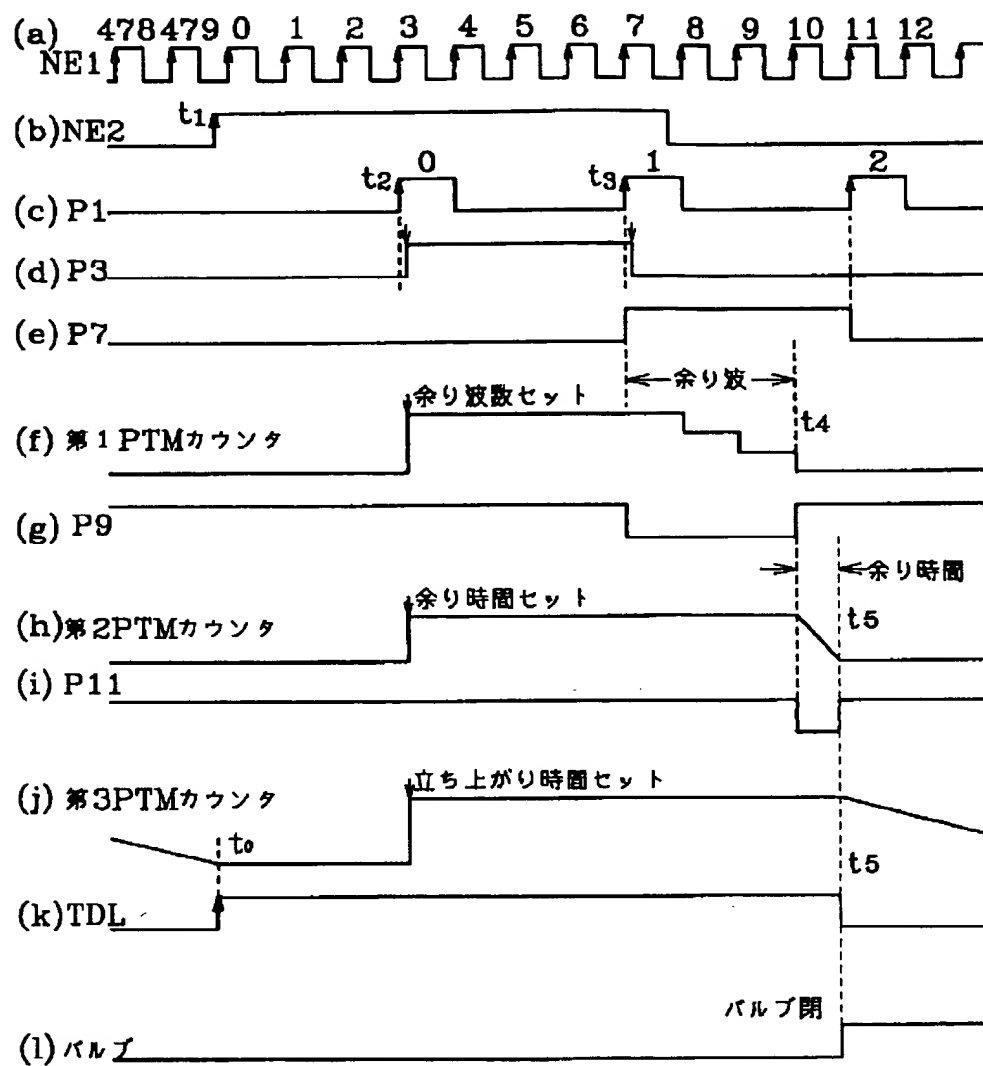 (a) 478 479 0 1 2 3 4 5 6 7 8 9 10 11 12
NE1
(b) NE2 t1
(c) P1 t2 0 t3 1 2
(d) P3
(e) P7
余り波
余り波数セット
t4
(f) 第1PTMカウンタ
(g) P9
余り時間
余り時間セット
(h) 第2PTMカウンタ t5
(i) P11
立ち上がり時間セット
(j) 第3PTMカウンタ
t0 t5
(k) TDL
バルブ閉
(l) バルブ